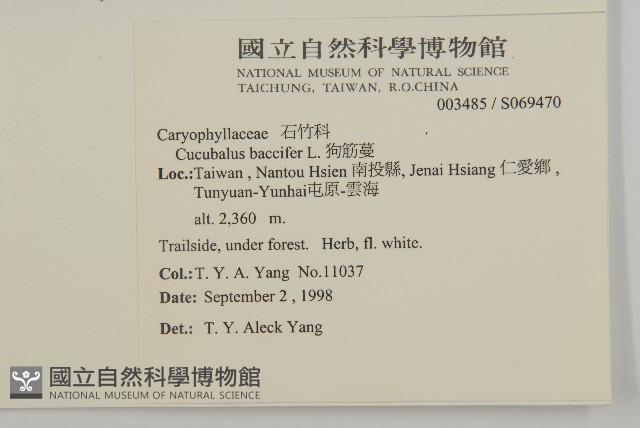 國立自然科學博物館
NATIONAL MUSEUM OF NATURAL SCIENCE
TAICHUNG, TAIWAN, R.O.CHINA
003485 / S069470
Caryophyllaceae 石竹科
Cucubalus baccifer L. 狗筋蔓
Loc.:Taiwan , Nantou Hsien 南投縣, Jenai Hsiang 仁愛鄉 ,
Tunyuan-Yunhai屯原-雲海
alt. 2,360 m.
Trailside, under forest. Herb, fl. white.
Col.: T. Y. A. Yang No.11037
Date: September 2 , 1998
Det.: T. Y. Aleck Yang
國立自然科學博物館
NATIONAL MUSEUM OF NATURAL SCIENCE